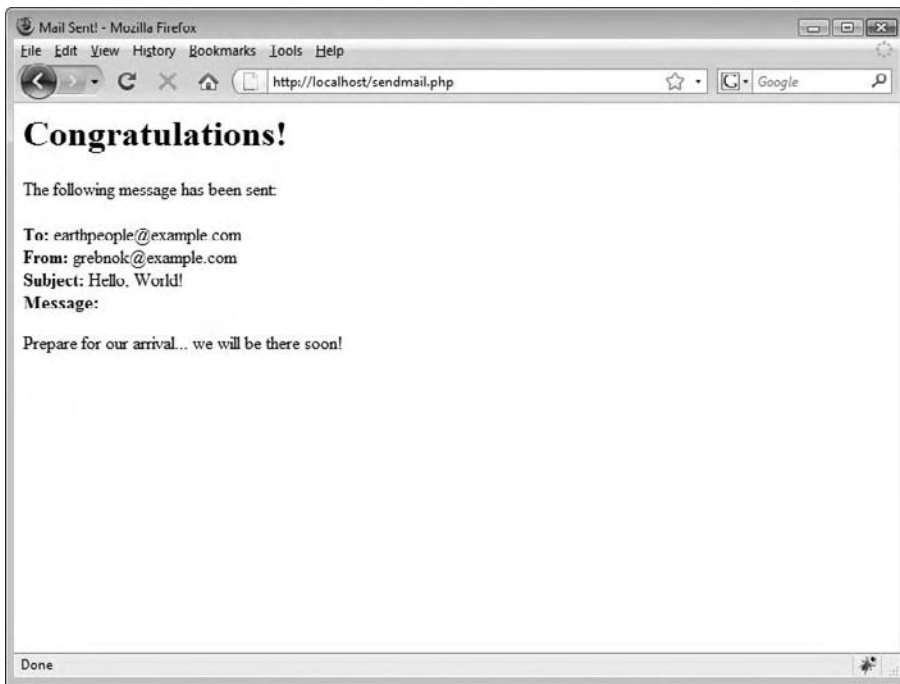 Mail Sent! - Mozilla Firefox
File Edit View History Bookmarks Tools Help
http://localhost/sendmail.php
G Google
Congratulations!
The following message has been sent:
To: earthpeople@example.com
From: grebnok@example.com
Subject: Hello, World!
Message:
Prepare for our arrival... we will be there soon!
Done